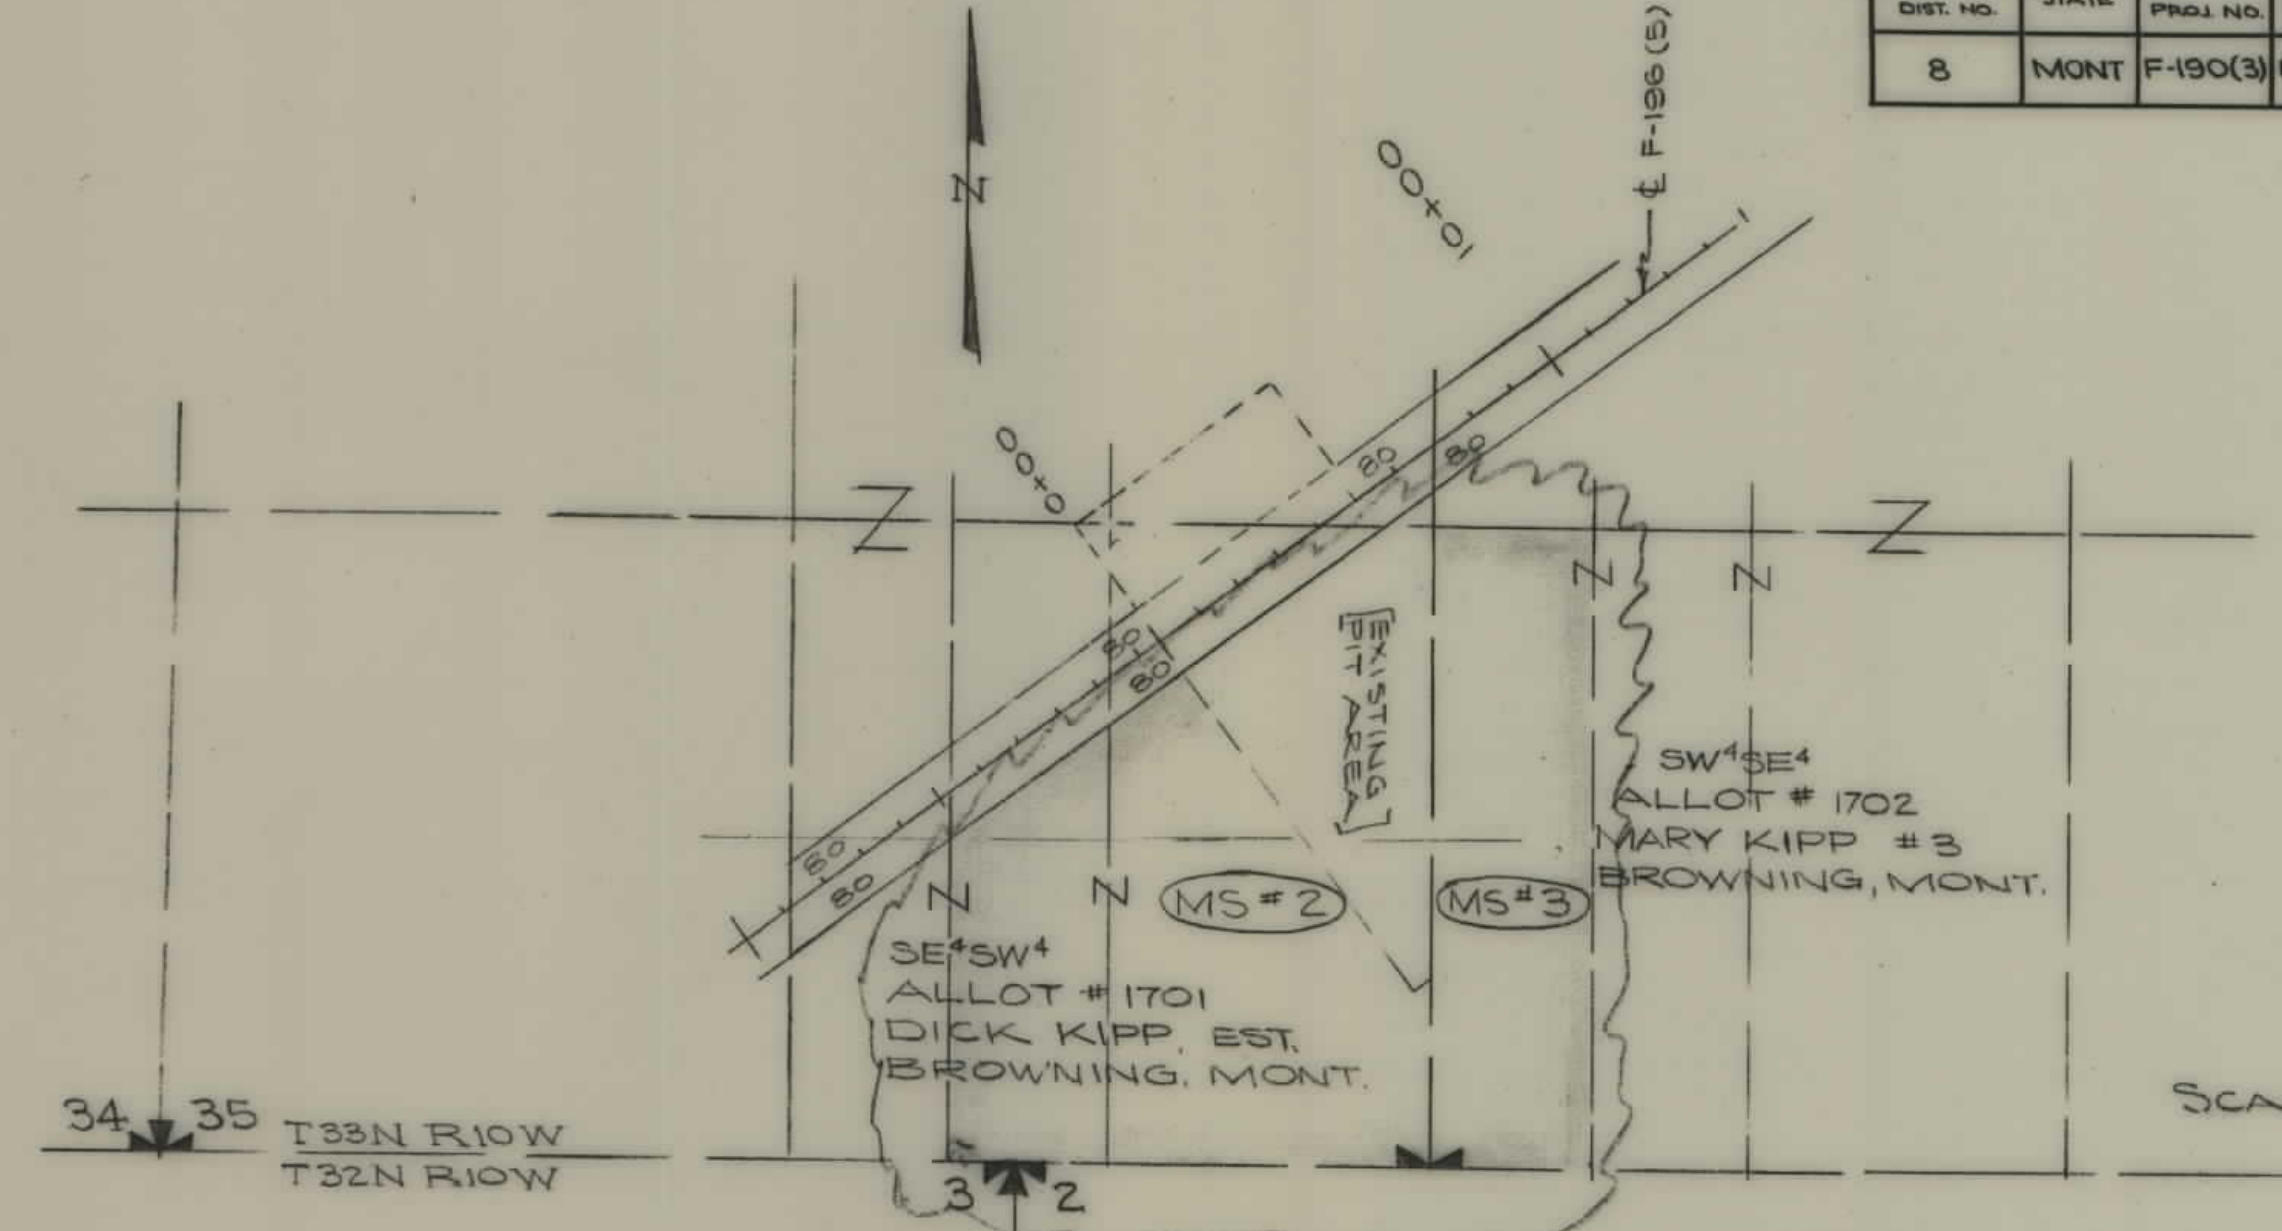 DIST. NO. STATE PROJ. NO.
8 MONT F-190(3)
℄ F-196(5)
N
10+00
0+00
Z Z
80 80
80 80
80 80
N N
[EXISTING
PIT AREA]
SW⁴SE⁴
ALLOT # 1702
MARY KIPP #3
BROWNING, MONT.
N N
MS #2
MS #3
SE⁴SW⁴
ALLOT # 1701
DICK KIPP, EST.
BROWNING, MONT.
34 35
T33N R10W
T32N R10W
3 2
SCA